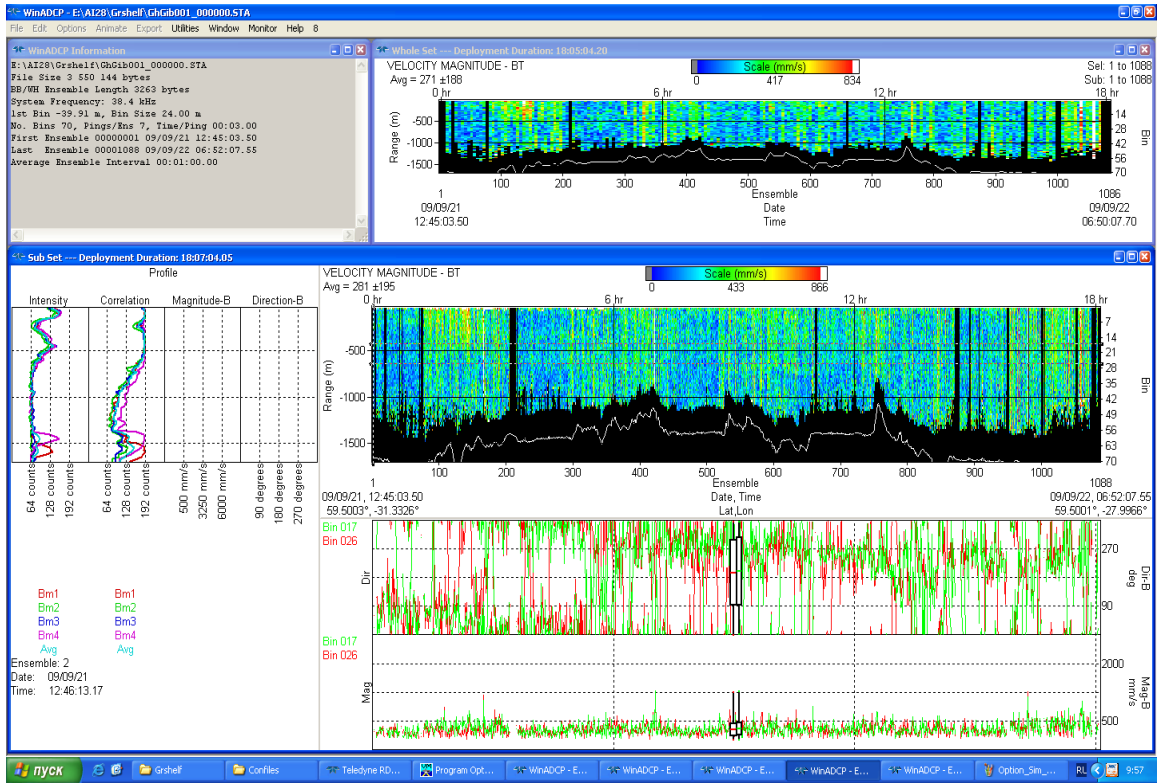 WinADCP - E:\AI28\Grshelf\GhGib001_000000.STA
File Edit Options Animate Export Utilities Window Monitor Help 8
WinADCP Information
E:\AI28\Grshelf\GhGib001_000000.STA
File Size 3 550 144 bytes
BB/WH Ensemble Length 3263 bytes
System Frequency: 38.4 kHz
1st Bin -39.91 m, Bin Size 24.00 m
No. Bins 70, Pings/Ens 7, Time/Ping 00:03.00
First Ensemble 00000001 09/09/21 12:45:03.50
Last Ensemble 00001088 09/09/22 06:52:07.55
Average Ensemble Interval 00:01:00.00
Whole Set --- Deployment Duration: 18:05:04.20
VELOCITY MAGNITUDE - BT
Scale (mm/s)
Sel: 1 to 1088
Avg = 271 ±188
0 417 834
Sub: 1 to 1088
0 hr 6 hr 12 hr 18 hr
Range (m)
-500
-1000
-1500
14
28
42
56
70
Bin
100 200 300 400 500 600 700 800 900 1000
1 Ensemble 1086
09/09/21 Date 09/09/22
12:45:03.50 Time 06:50:07.70
Sub Set --- Deployment Duration: 18:07:04.05
Profile
Intensity Correlation Magnitude-B Direction-B
64 counts
128 counts
192 counts
64 counts
128 counts
192 counts
500 mm/s
3250 mm/s
6000 mm/s
90 degrees
180 degrees
270 degrees
Bm1 Bm1
Bm2 Bm2
Bm3 Bm3
Bm4 Bm4
Avg Avg
Ensemble: 2
Date: 09/09/21
Time: 12:46:13.17
VELOCITY MAGNITUDE - BT
Scale (mm/s)
Avg = 281 ±195
0 433 866
0 hr 6 hr 12 hr 18 hr
Range (m)
-500
-1000
-1500
7
14
21
28
35
42
49
56
63
70
Bin
100 200 300 400 500 600 700 800 900 1000
1 Ensemble 1088
09/09/21, 12:45:03.50 Date, Time 09/09/22, 06:52:07.55
59.5003°, -31.3326° Lat,Lon 59.5001°, -27.9966°
Bin 017
Bin 026
Dir
270
90
Dir-B
deg
Bin 017
Bin 026
Mag
2000
500
Mag-B
mm/s
пуск
Grshelf
Confiles
Teledyne RD...
Program Opt...
WinADCP - E...
WinADCP - E...
WinADCP - E...
WinADCP - E...
WinADCP - E...
Option_Sim_...
RL
9:57